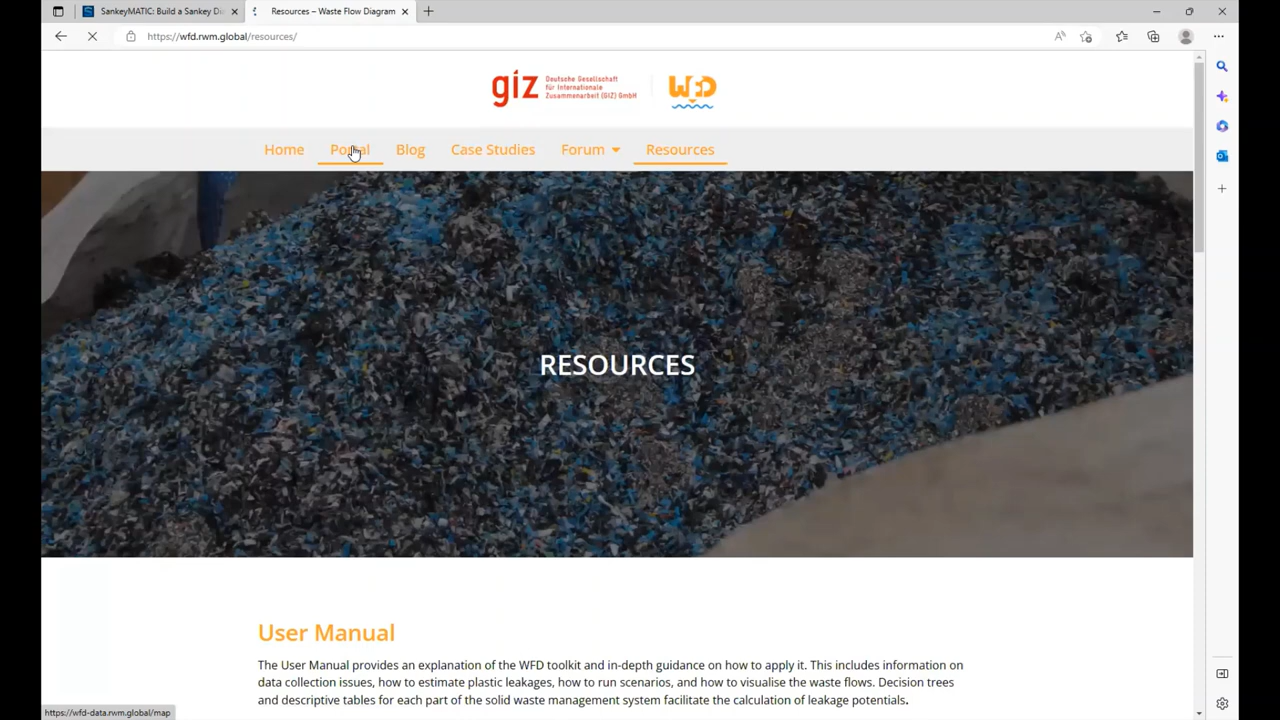 SankeyMATIC: Build a Sankey Di
Resources – Waste Flow Diagram
https://wfd.rwm.global/resources/
giz Deutsche Gesellschaft
für Internationale
Zusammenarbeit (GIZ) GmbH
WFD
Home Portal Blog Case Studies Forum Resources
RESOURCES
User Manual
The User Manual provides an explanation of the WFD toolkit and in-depth guidance on how to apply it. This includes information on
data collection issues, how to estimate plastic leakages, how to run scenarios, and how to visualise the waste flows. Decision trees
and descriptive tables for each part of the solid waste management system facilitate the calculation of leakage potentials.
https://wfd-data.rwm.global/map